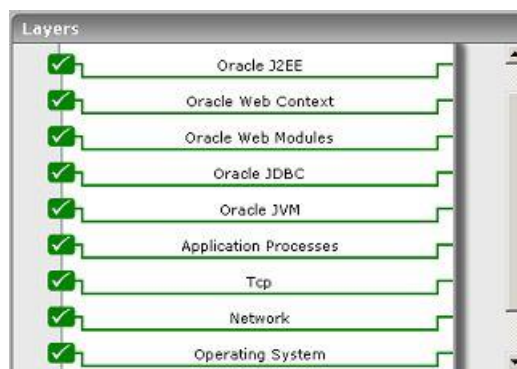 Layers
Oracle J2EE
Oracle Web Context
Oracle Web Modules
Oracle JDBC
Oracle JVM
Application Processes
Tcp
Network
Operating System